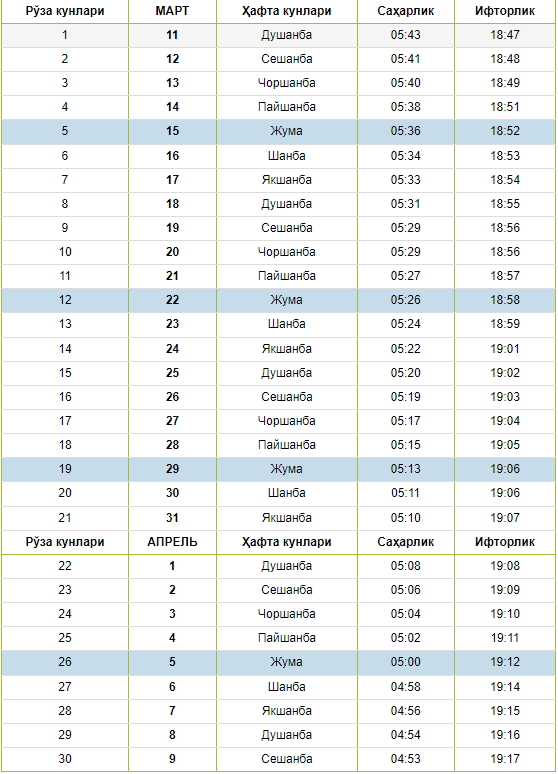 Рўза кунлари МАРТ Ҳафта кунлари Саҳарлик Ифторлик
1 11 Душанба 05:43 18:47
2 12 Сешанба 05:41 18:48
3 13 Чоршанба 05:40 18:49
4 14 Пайшанба 05:38 18:51
5 15 Жума 05:36 18:52
6 16 Шанба 05:34 18:53
7 17 Якшанба 05:33 18:54
8 18 Душанба 05:31 18:55
9 19 Сешанба 05:29 18:56
10 20 Чоршанба 05:29 18:56
11 21 Пайшанба 05:27 18:57
12 22 Жума 05:26 18:58
13 23 Шанба 05:24 18:59
14 24 Якшанба 05:22 19:01
15 25 Душанба 05:20 19:02
16 26 Сешанба 05:19 19:03
17 27 Чоршанба 05:17 19:04
18 28 Пайшанба 05:15 19:05
19 29 Жума 05:13 19:06
20 30 Шанба 05:11 19:06
21 31 Якшанба 05:10 19:07
Рўза кунлари АПРЕЛЬ Ҳафта кунлари Саҳарлик Ифторлик
22 1 Душанба 05:08 19:08
23 2 Сешанба 05:06 19:09
24 3 Чоршанба 05:04 19:10
25 4 Пайшанба 05:02 19:11
26 5 Жума 05:00 19:12
27 6 Шанба 04:58 19:14
28 7 Якшанба 04:56 19:15
29 8 Душанба 04:54 19:16
30 9 Сешанба 04:53 19:17